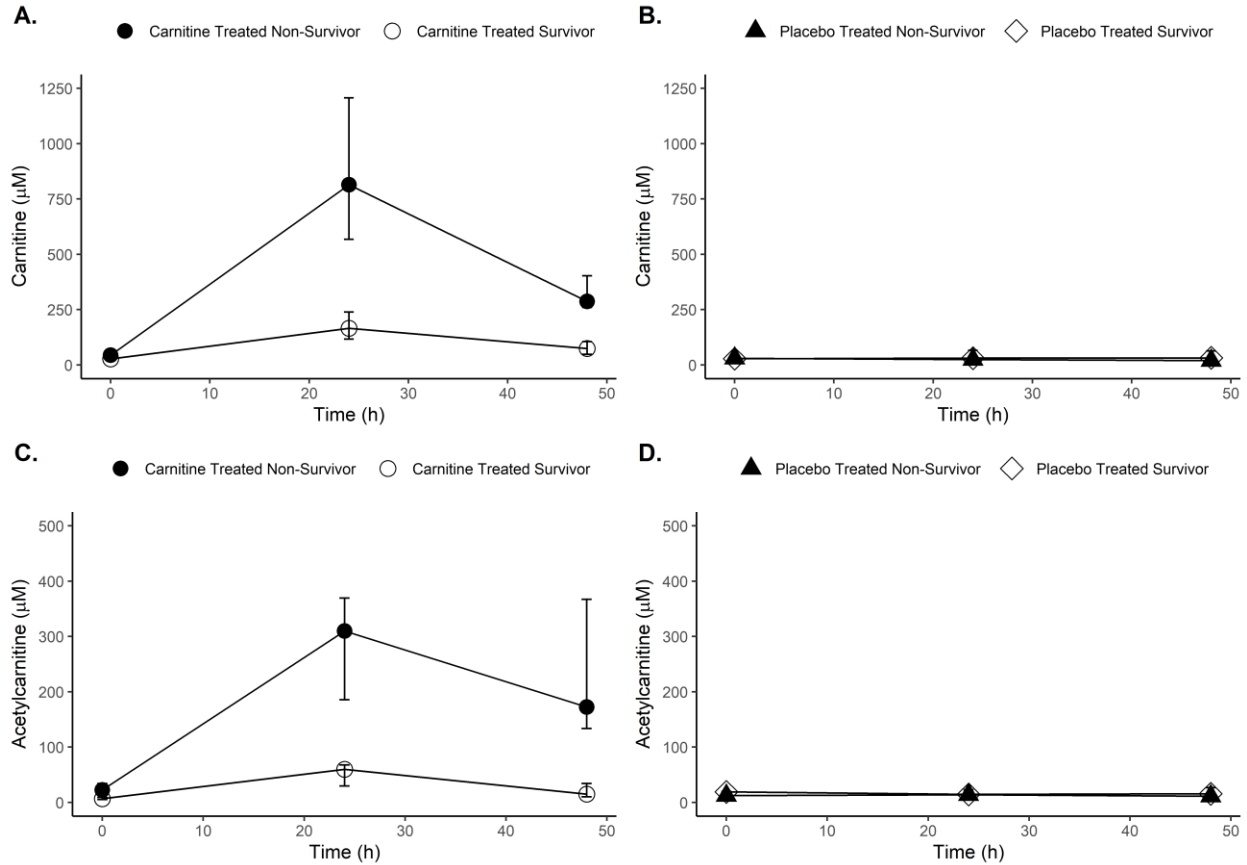 A.
Carnitine Treated Non-Survivor Carnitine Treated Survivor
1250
1000
750
500
250
0
Carnitine (μM)
0 10 20 30 40 50
Time (h)
B.
Placebo Treated Non-Survivor Placebo Treated Survivor
1250
1000
750
500
250
0
Carnitine (μM)
0 10 20 30 40 50
Time (h)
C.
Carnitine Treated Non-Survivor Carnitine Treated Survivor
500
400
300
200
100
0
Acetylcarnitine (μM)
0 10 20 30 40 50
Time (h)
D.
Placebo Treated Non-Survivor Placebo Treated Survivor
500
400
300
200
100
0
Acetylcarnitine (μM)
0 10 20 30 40 50
Time (h)